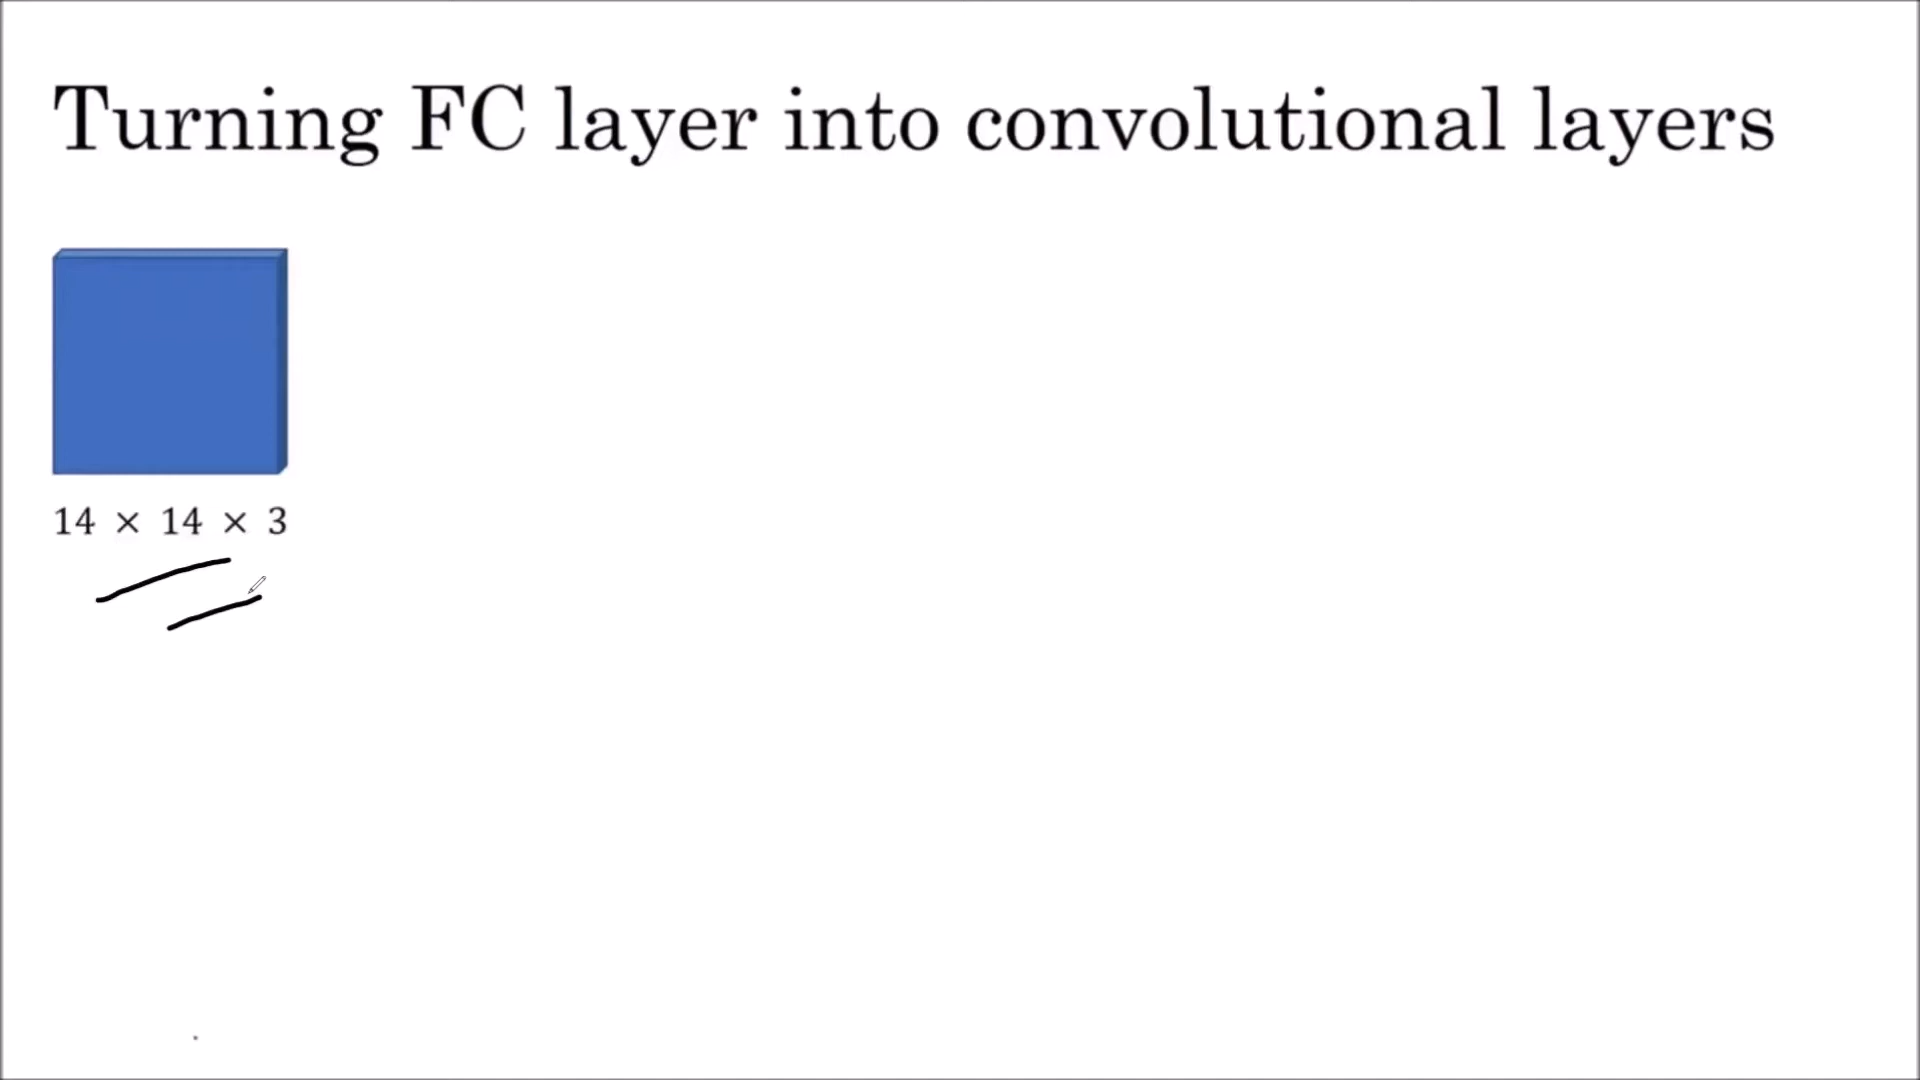 Turning FC layer into convolutional layers
14 × 14 × 3